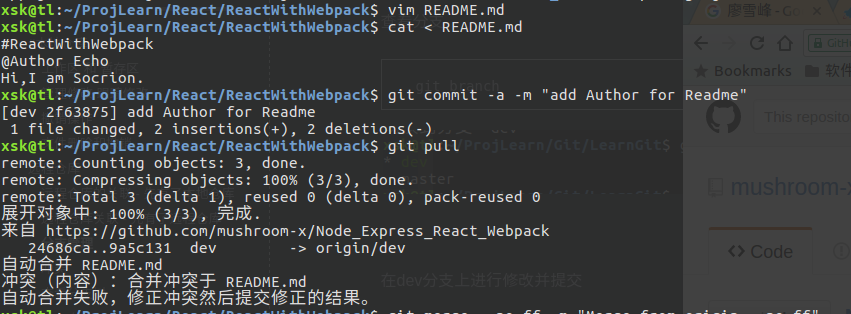 xsk@tl:~/ProjLearn/React/ReactWithWebpack$ vim README.md
xsk@tl:~/ProjLearn/React/ReactWithWebpack$ cat < README.md
#ReactWithWebpack
@Author Echo
Hi,I am Socrion.
xsk@tl:~/ProjLearn/React/ReactWithWebpack$ git commit -a -m "add Author for Readme"
[dev 2f63875] add Author for Readme
 1 file changed, 2 insertions(+), 2 deletions(-)
xsk@tl:~/ProjLearn/React/ReactWithWebpack$ git pull
remote: Counting objects: 3, done.
remote: Compressing objects: 100% (3/3), done.
remote: Total 3 (delta 1), reused 0 (delta 0), pack-reused 0
展开对象中: 100% (3/3), 完成.
来自 https://github.com/mushroom-x/Node_Express_React_Webpack
   24686ca..9a5c131  dev        -> origin/dev
自动合并 README.md
冲突（内容）：合并冲突于 README.md
自动合并失败，修正冲突然后提交修正的结果。
git branch
master
在dev分支上进行修改并提交
廖雪峰 - Go
GitH
Bookmarks
软件
This reposito
mushroom-x
<> Code